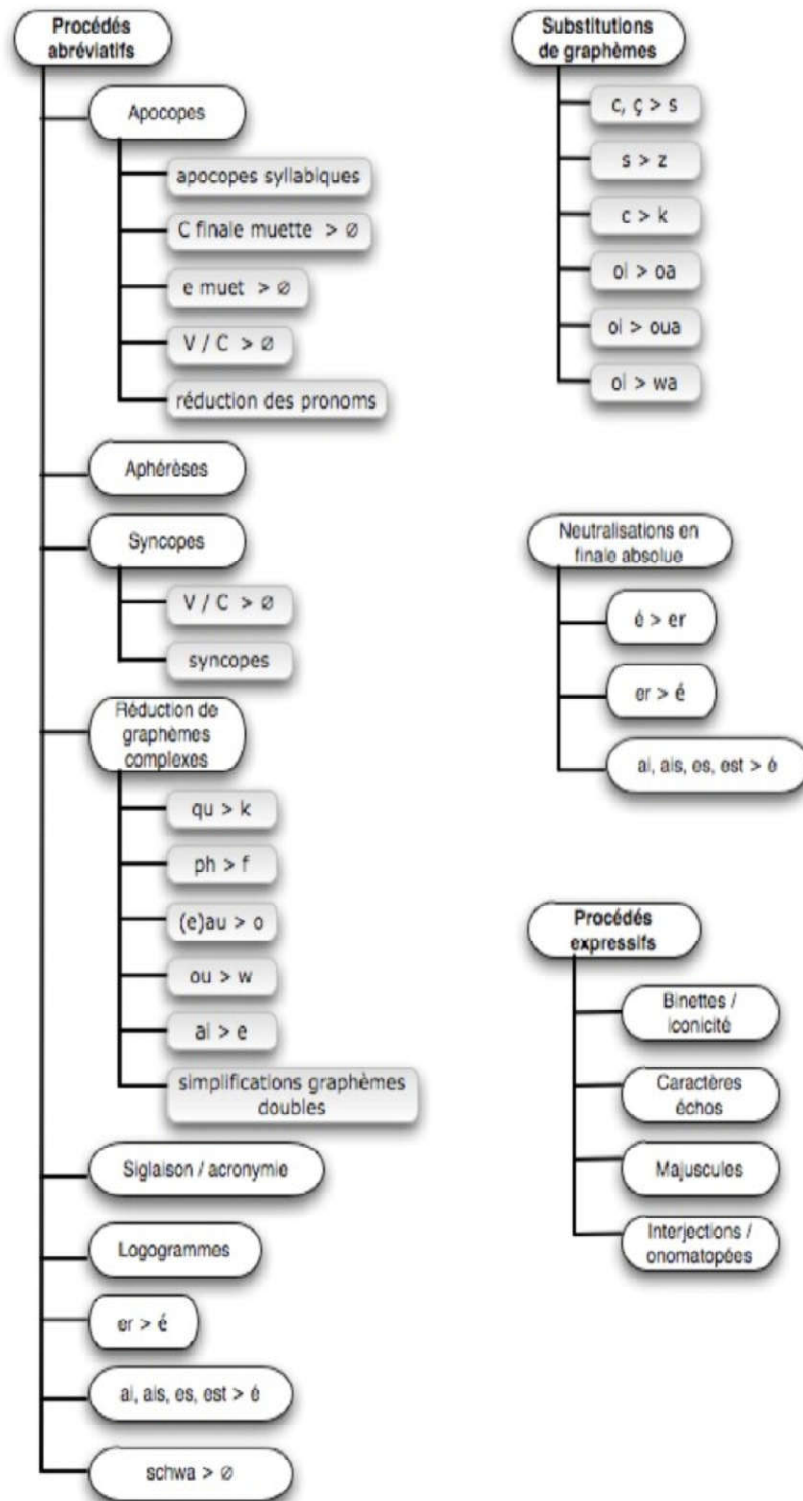 Procédés
abréviatifs
Apocopes
apocopes syllabiques
C finale muette > ∅
e muet > ∅
V / C > ∅
réduction des pronoms
Aphérèses
Syncopes
V / C > ∅
syncopes
Réduction de
graphèmes
complexes
qu > k
ph > f
(e)au > o
ou > w
ai > e
simplifications graphèmes
doubles
Siglaison / acronymie
Logogrammes
er > é
ai, ais, es, est > é
schwa > ∅
Substitutions
de graphèmes
c, ç > s
s > z
c > k
oi > oa
oi > oua
oi > wa
Neutralisations en
finale absolue
é > er
er > é
ai, ais, es, est > é
Procédés
expressifs
Binettes /
iconicité
Caractères
échos
Majuscules
Interjections /
onomatopées